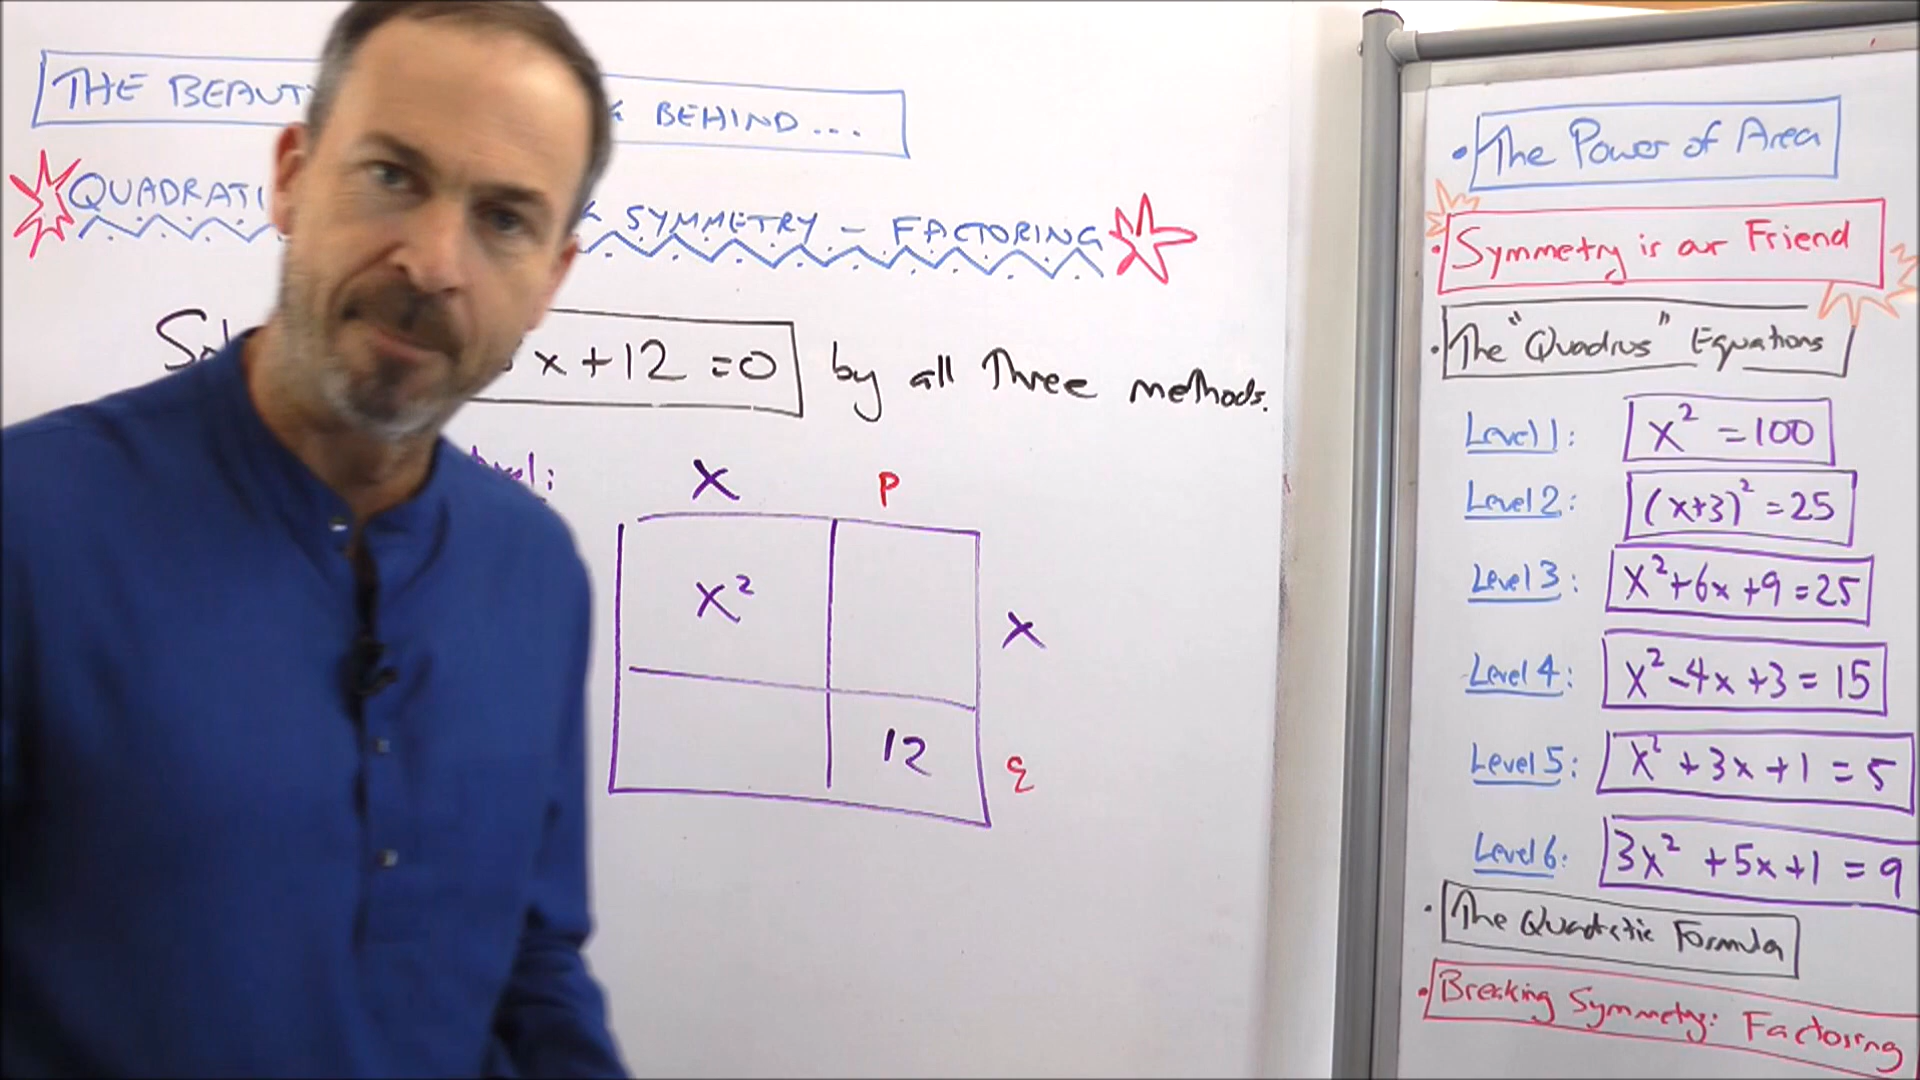 THE BEAUT BEHIND...
QUADRATI SYMMETRY - FACTORING
Sol x+12 =0 by all Three methods.
x p
x²
x
12
q
• The Power of Area
• Symmetry is our Friend
• The "Quadrus" Equations
Level 1: x² = 100
Level 2: (x+3)² = 25
Level 3: x²+6x+9=25
Level 4: x²-4x+3=15
Level 5: x²+3x+1=5
Level 6: 3x²+5x+1=9
• The Quadratic Formula
• Breaking Symmetry: Factoring